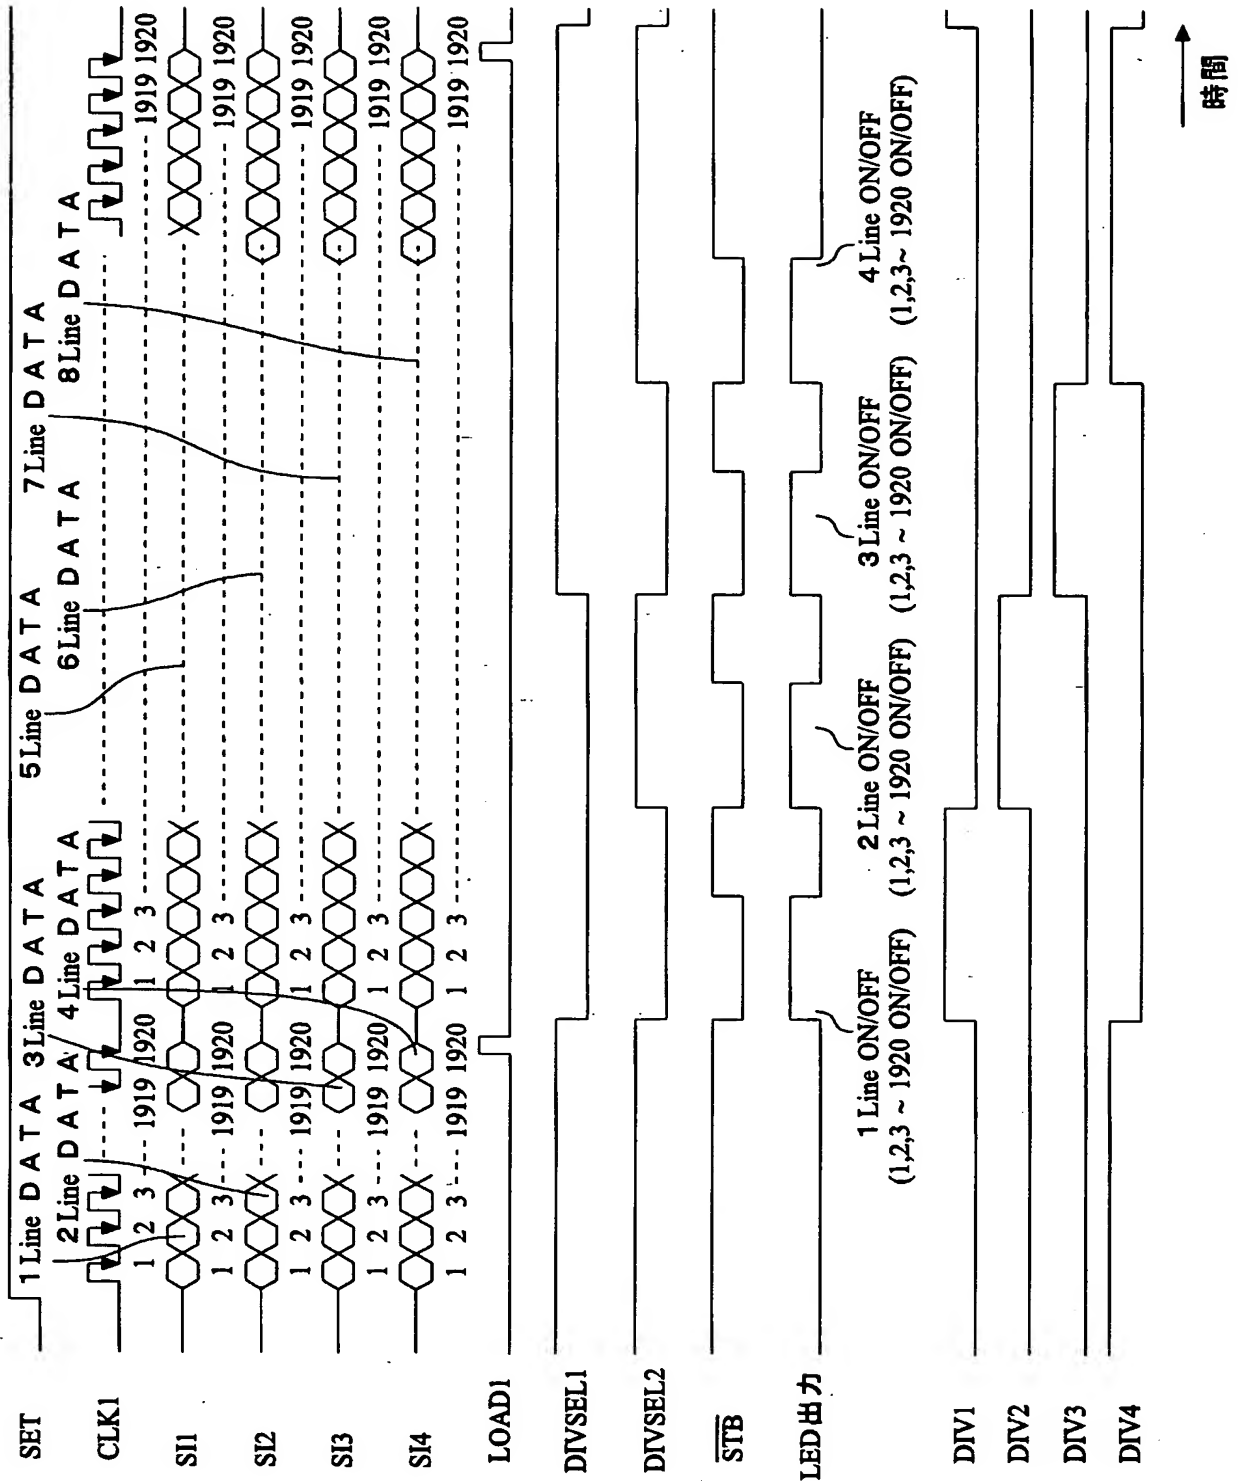 SET
1 Line DATA 3 Line DATA 5 Line DATA 7 Line DATA
2 Line DATA 4 Line DATA 6 Line DATA 8 Line DATA
CLK1
1 2 3 1919 1920 1 2 3 1919 1920
SI1
1 2 3 1919 1920 1 2 3 1919 1920
SI2
1 2 3 1919 1920 1 2 3 1919 1920
SI3
1 2 3 1919 1920 1 2 3 1919 1920
SI4
1 2 3 1919 1920 1 2 3 1919 1920
LOAD1
DIVSEL1
DIVSEL2
STB
LED出力
1 Line ON/OFF 2 Line ON/OFF 3 Line ON/OFF 4 Line ON/OFF
(1,2,3 ~ 1920 ON/OFF) (1,2,3 ~ 1920 ON/OFF) (1,2,3 ~ 1920 ON/OFF) (1,2,3~ 1920 ON/OFF)
DIV1
DIV2
DIV3
DIV4
時間